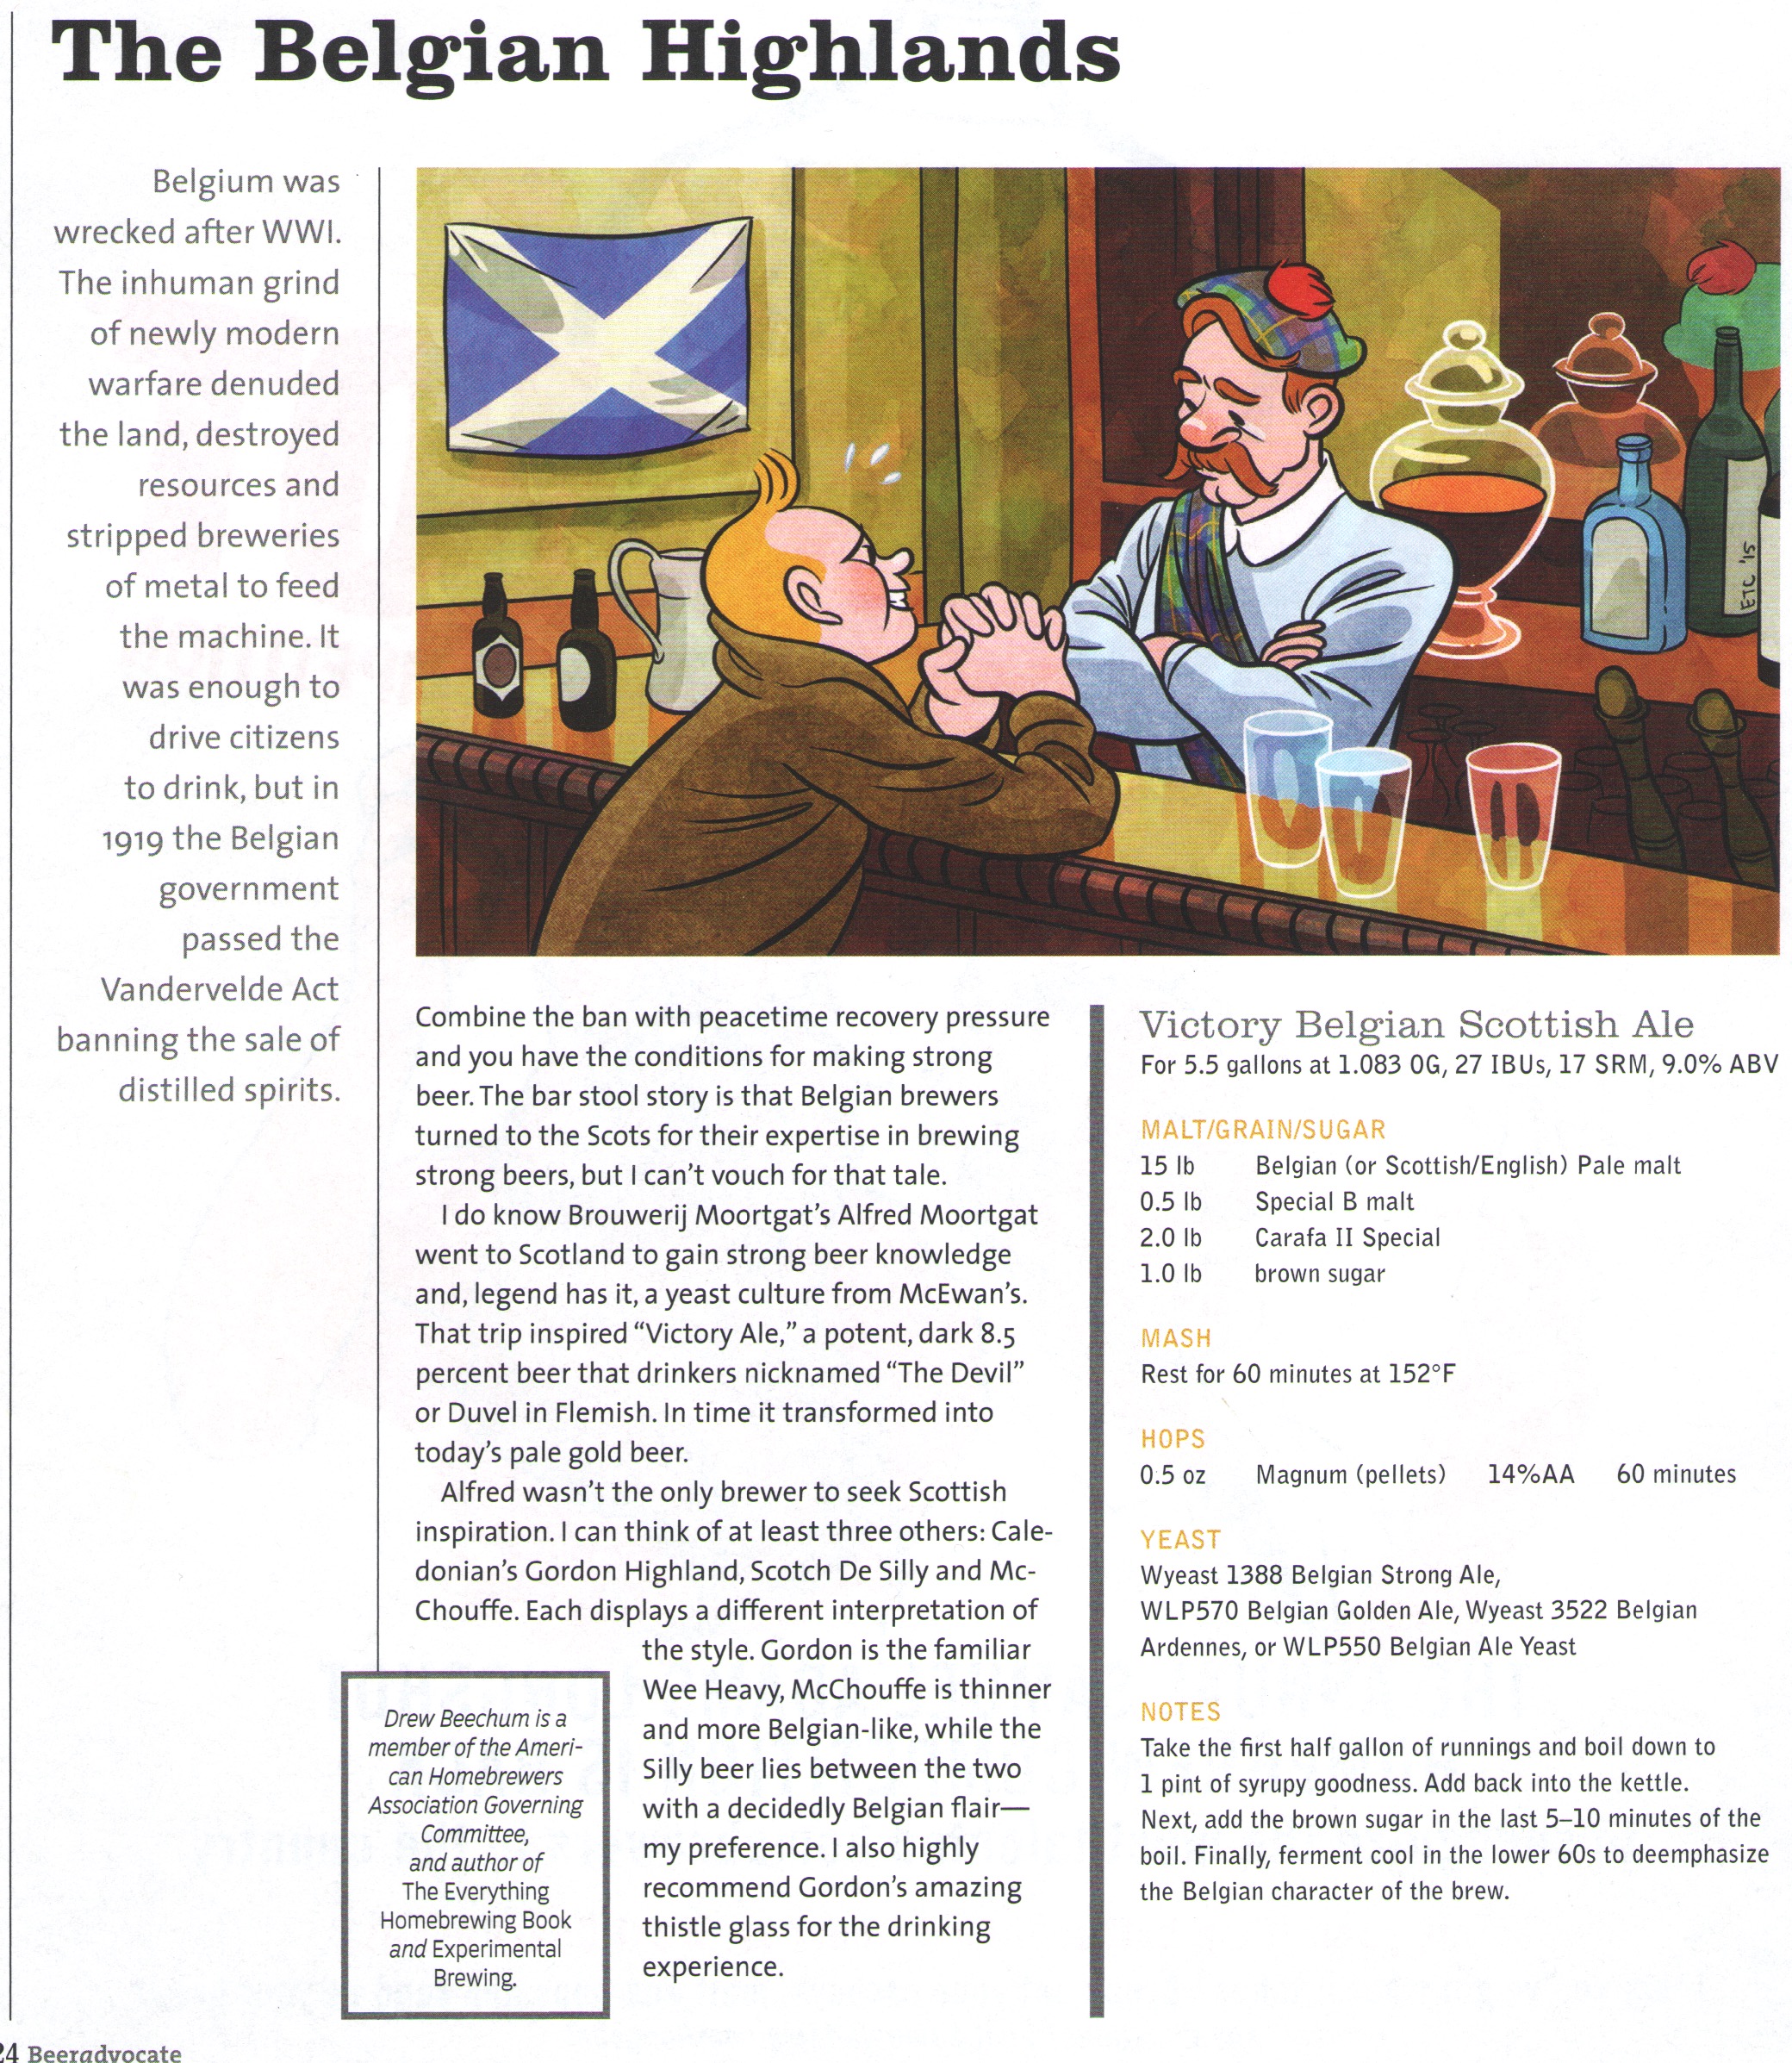 The Belgian Highlands
Belgium was
wrecked after WWI.
The inhuman grind
of newly modern
warfare denuded
the land, destroyed
resources and
stripped breweries
of metal to feed
the machine. It
was enough to
drive citizens
to drink, but in
1919 the Belgian
government
passed the
Vandervelde Act
banning the sale of
distilled spirits.
ETC '15
Combine the ban with peacetime recovery pressure
and you have the conditions for making strong
beer. The bar stool story is that Belgian brewers
turned to the Scots for their expertise in brewing
strong beers, but I can't vouch for that tale.
I do know Brouwerij Moortgat's Alfred Moortgat
went to Scotland to gain strong beer knowledge
and, legend has it, a yeast culture from McEwan's.
That trip inspired “Victory Ale,” a potent, dark 8.5
percent beer that drinkers nicknamed “The Devil”
or Duvel in Flemish. In time it transformed into
today's pale gold beer.
Alfred wasn't the only brewer to seek Scottish
inspiration. I can think of at least three others: Cale-
donian's Gordon Highland, Scotch De Silly and Mc-
Chouffe. Each displays a different interpretation of
the style. Gordon is the familiar
Wee Heavy, McChouffe is thinner
and more Belgian-like, while the
Silly beer lies between the two
with a decidedly Belgian flair—
my preference. I also highly
recommend Gordon's amazing
thistle glass for the drinking
experience.
Drew Beechum is a
member of the Ameri-
can Homebrewers
Association Governing
Committee,
and author of
The Everything
Homebrewing Book
and Experimental
Brewing.
Victory Belgian Scottish Ale
For 5.5 gallons at 1.083 OG, 27 IBUs, 17 SRM, 9.0% ABV
MALT/GRAIN/SUGAR
15 lb Belgian (or Scottish/English) Pale malt
0.5 lb Special B malt
2.0 lb Carafa II Special
1.0 lb brown sugar
MASH
Rest for 60 minutes at 152°F
HOPS
0.5 oz Magnum (pellets) 14%AA 60 minutes
YEAST
Wyeast 1388 Belgian Strong Ale,
WLP570 Belgian Golden Ale, Wyeast 3522 Belgian
Ardennes, or WLP550 Belgian Ale Yeast
NOTES
Take the first half gallon of runnings and boil down to
1 pint of syrupy goodness. Add back into the kettle.
Next, add the brown sugar in the last 5–10 minutes of the
boil. Finally, ferment cool in the lower 60s to deemphasize
the Belgian character of the brew.
24 Beeradvocate